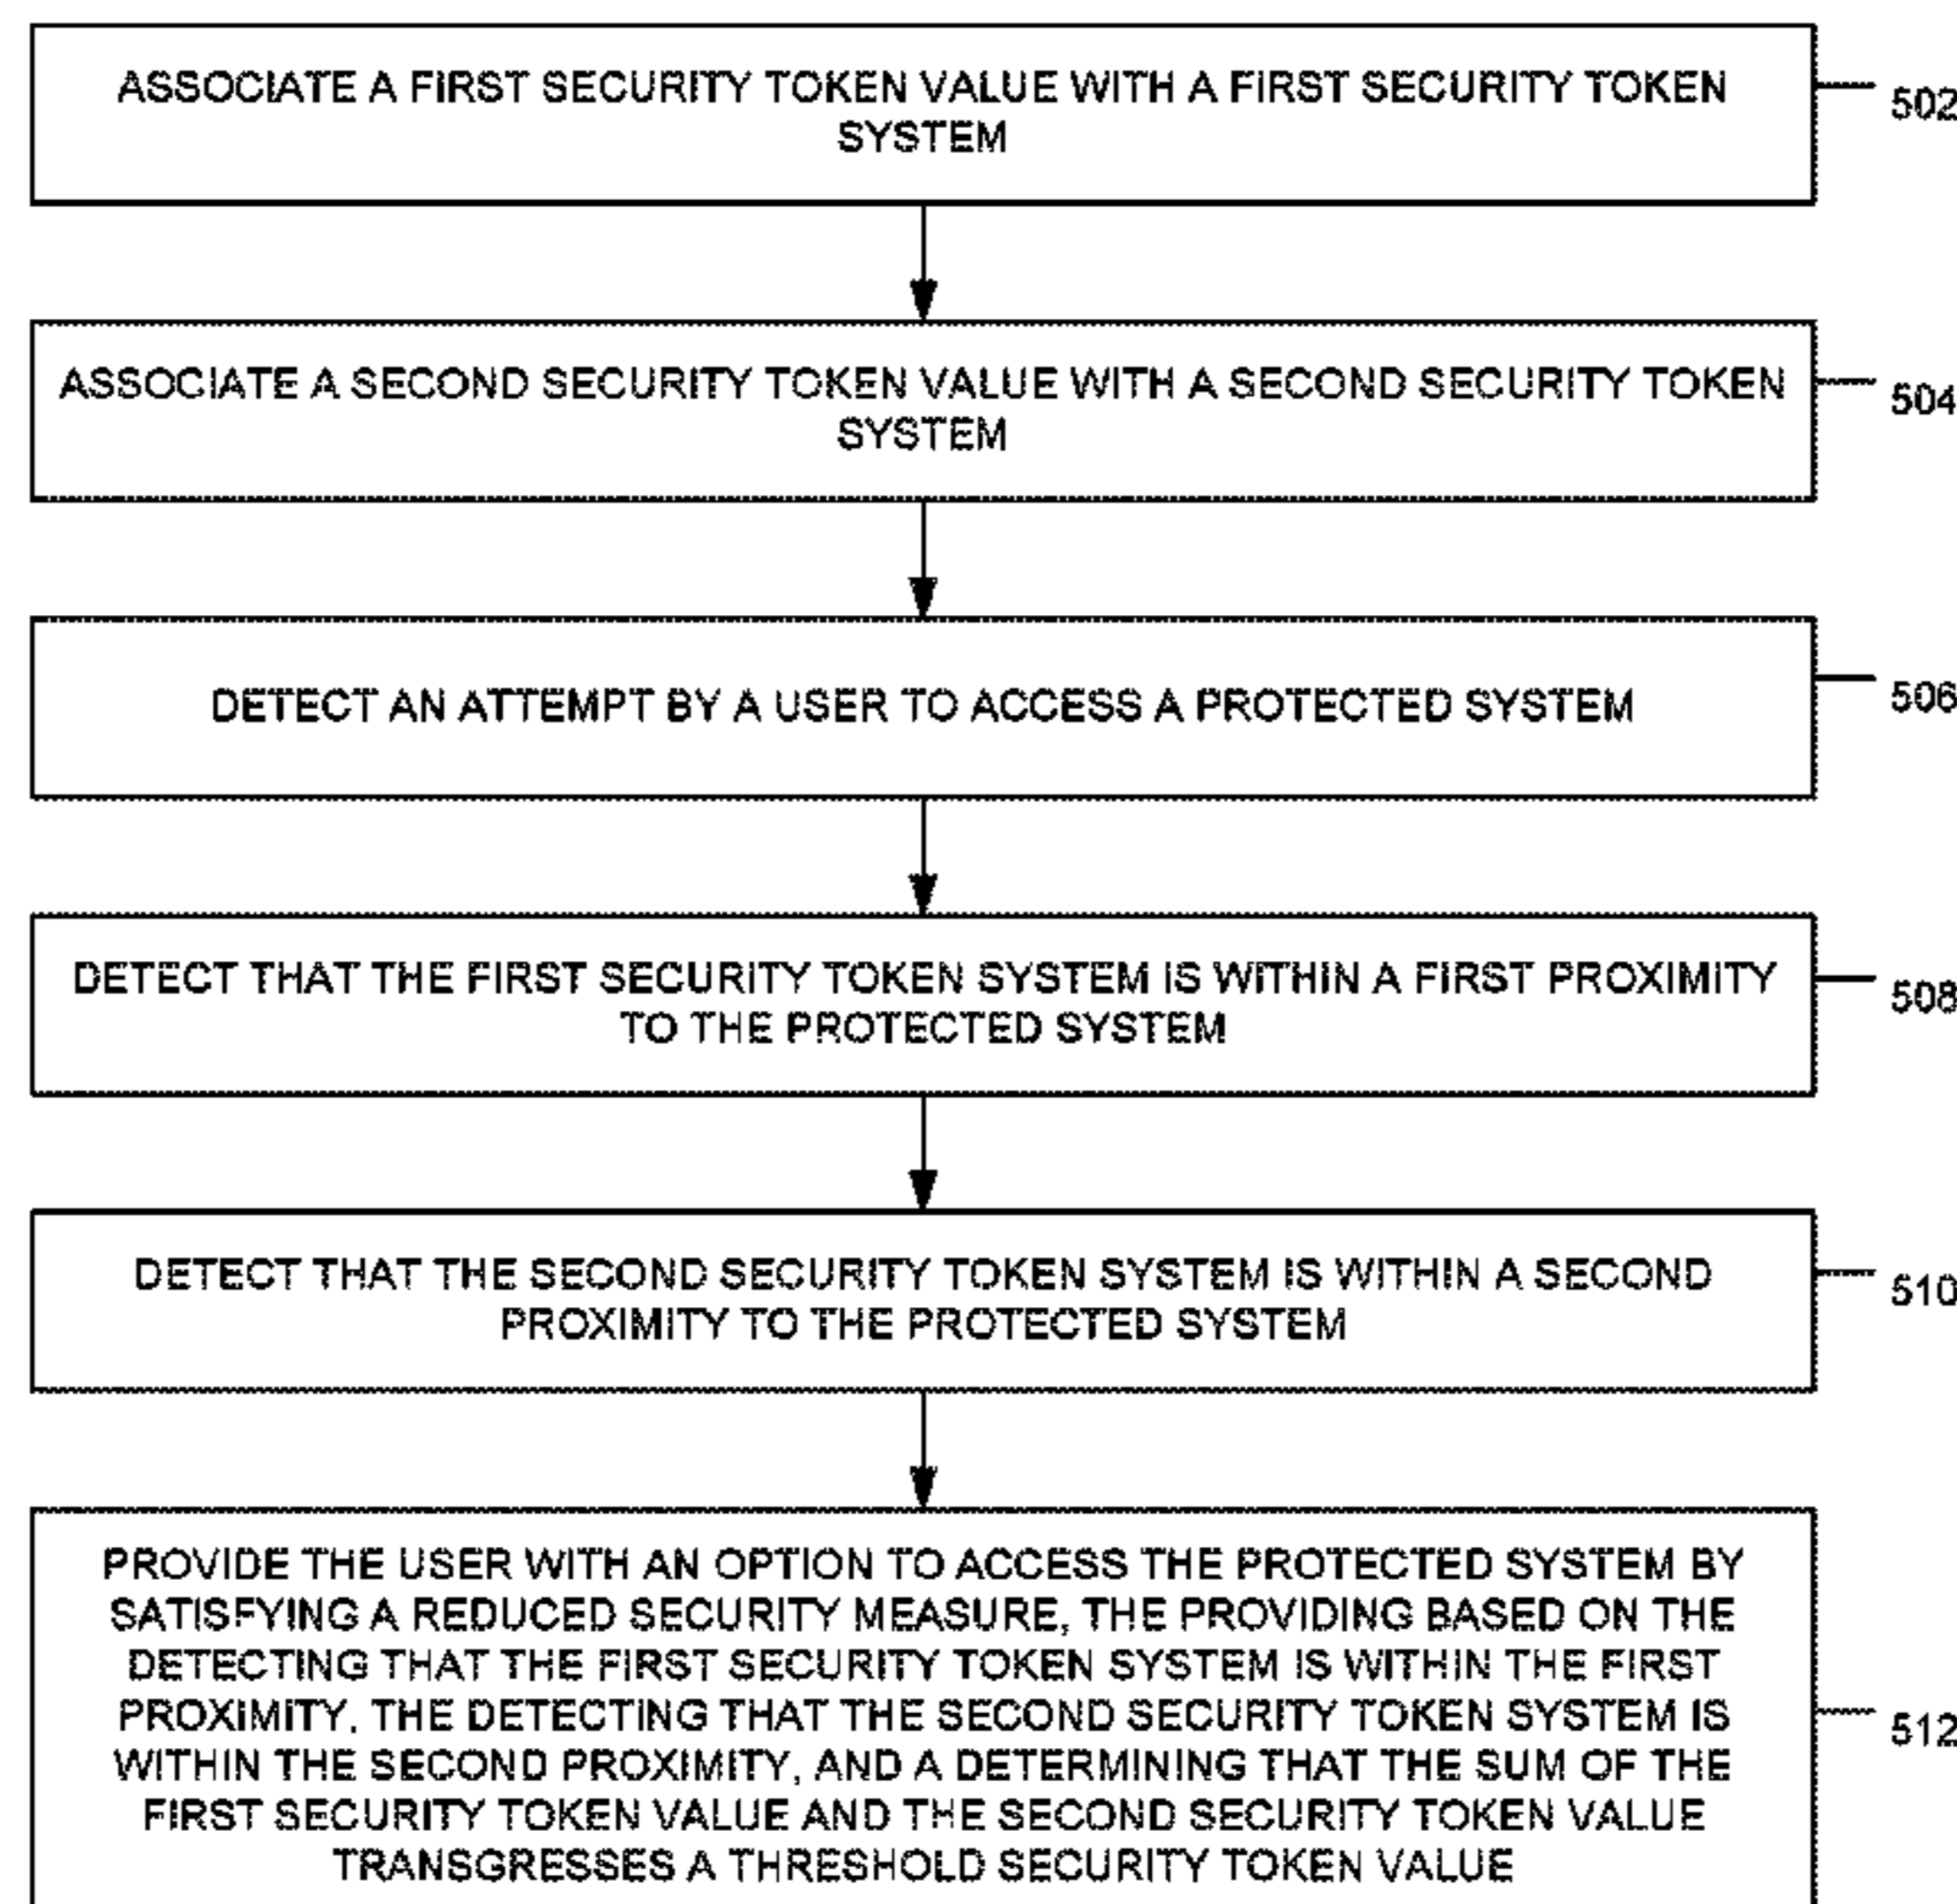 ASSOCIATE A FIRST SECURITY TOKEN VALUE WITH A FIRST SECURITY TOKEN
SYSTEM
502
ASSOCIATE A SECOND SECURITY TOKEN VALUE WITH A SECOND SECURITY TOKEN
SYSTEM
504
DETECT AN ATTEMPT BY A USER TO ACCESS A PROTECTED SYSTEM
506
DETECT THAT THE FIRST SECURITY TOKEN SYSTEM IS WITHIN A FIRST PROXIMITY
TO THE PROTECTED SYSTEM
508
DETECT THAT THE SECOND SECURITY TOKEN SYSTEM IS WITHIN A SECOND
PROXIMITY TO THE PROTECTED SYSTEM
510
PROVIDE THE USER WITH AN OPTION TO ACCESS THE PROTECTED SYSTEM BY
SATISFYING A REDUCED SECURITY MEASURE, THE PROVIDING BASED ON THE
DETECTING THAT THE FIRST SECURITY TOKEN SYSTEM IS WITHIN THE FIRST
PROXIMITY, THE DETECTING THAT THE SECOND SECURITY TOKEN SYSTEM IS
WITHIN THE SECOND PROXIMITY, AND A DETERMINING THAT THE SUM OF THE
FIRST SECURITY TOKEN VALUE AND THE SECOND SECURITY TOKEN VALUE
TRANSGRESSES A THRESHOLD SECURITY TOKEN VALUE
512